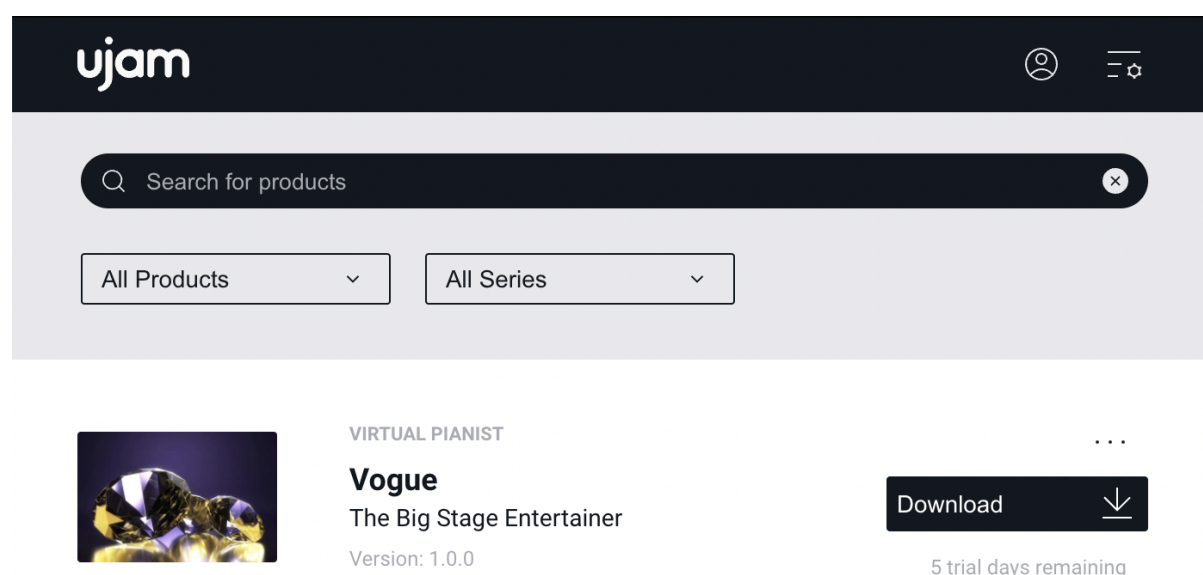 ujam
Search for products
All Products
All Series
VIRTUAL PIANIST
...
Vogue
Download
The Big Stage Entertainer
Version: 1.0.0
5 trial days remaining